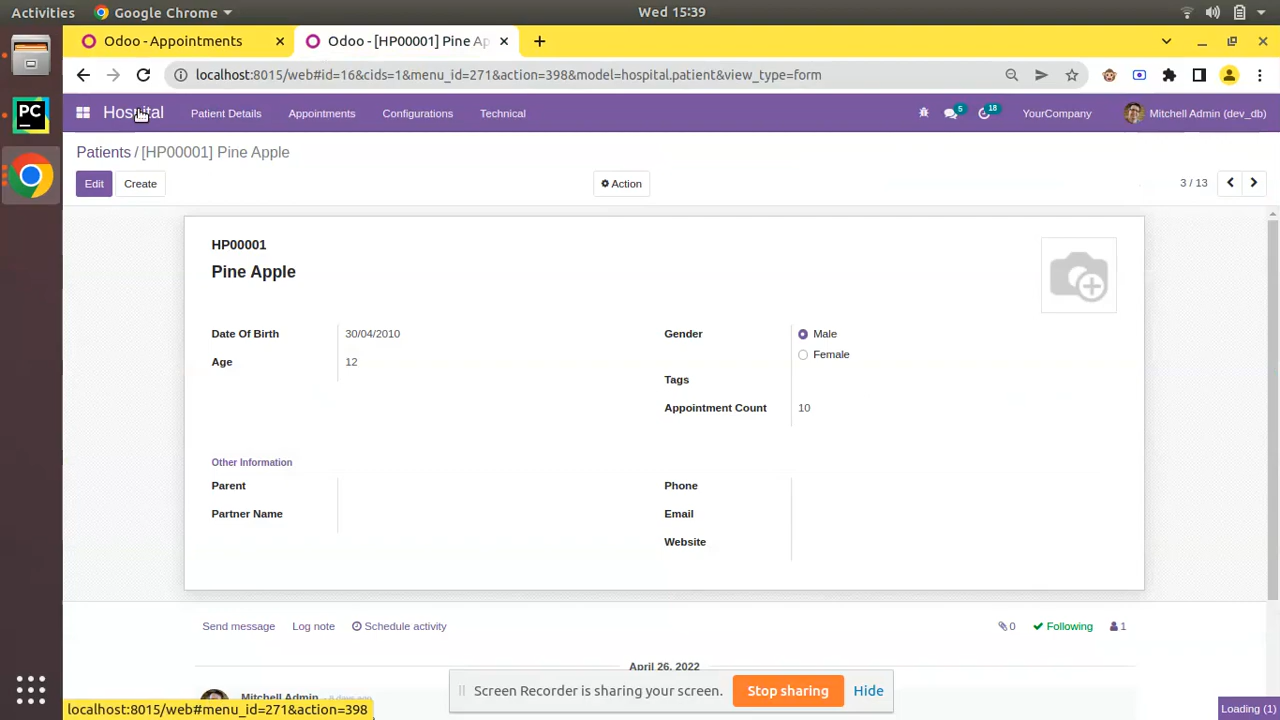 Activities Google Chrome Wed 15:39
Odoo - Appointments Odoo - [HP00001] Pine Ap
localhost:8015/web#id=16&cids=1&menu_id=271&action=398&model=hospital.patient&view_type=form
Hospital Patient Details Appointments Configurations Technical 5 18 YourCompany Mitchell Admin (dev_db)
Patients / [HP00001] Pine Apple
Edit Create Action 3 / 13
HP00001
Pine Apple
Date Of Birth 30/04/2010 Gender Male
Female
Age 12
Tags
Appointment Count 10
Other Information
Parent Phone
Partner Name Email
Website
Send message Log note Schedule activity 0 Following 1
April 26, 2022
Mitchell Admin - 5 days ago
Screen Recorder is sharing your screen. Stop sharing Hide
localhost:8015/web#menu_id=271&action=398
Loading (1)
PC